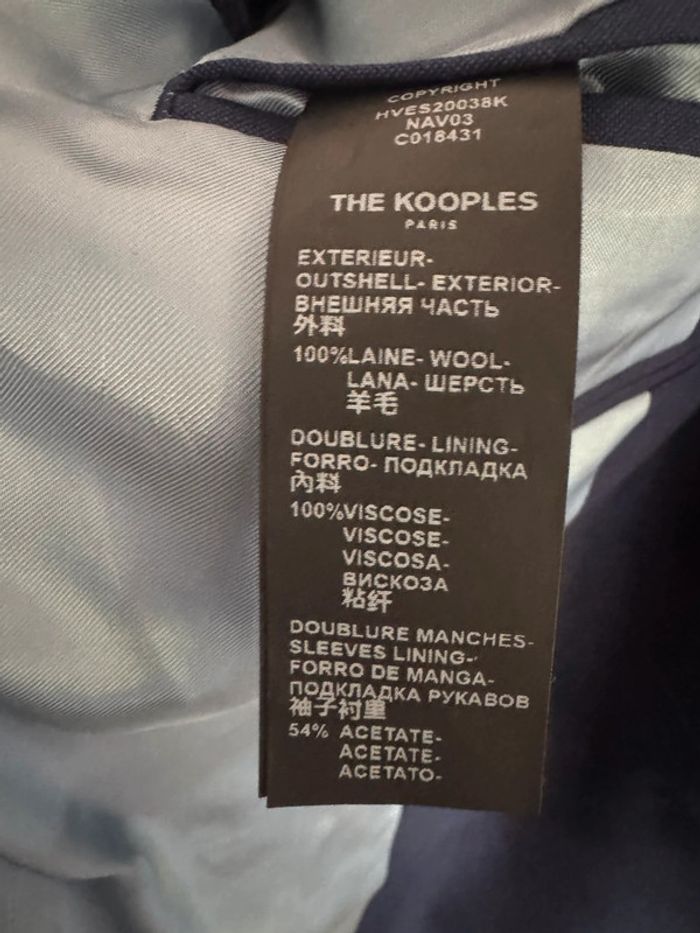 COPYRIGHT
HVES20038K
NAV03
C018431
THE KOOPLES
PARIS
EXTERIEUR-
OUTSHELL- EXTERIOR-
ВНЕШНЯЯ ЧАСТЬ
外料
100%LAINE- WOOL-
LANA- ШЕРСТЬ
羊毛
DOUBLURE- LINING-
FORRO- ПОДКЛАДКА
內料
100%VISCOSE-
VISCOSE-
VISCOSA-
ВИСКОЗА
粘纤
DOUBLURE MANCHES-
SLEEVES LINING-
FORRO DE MANGA-
ПОДКЛАДКА РУКАВОВ
袖子衬里
54% ACETATE-
ACETATE-
ACETATO-